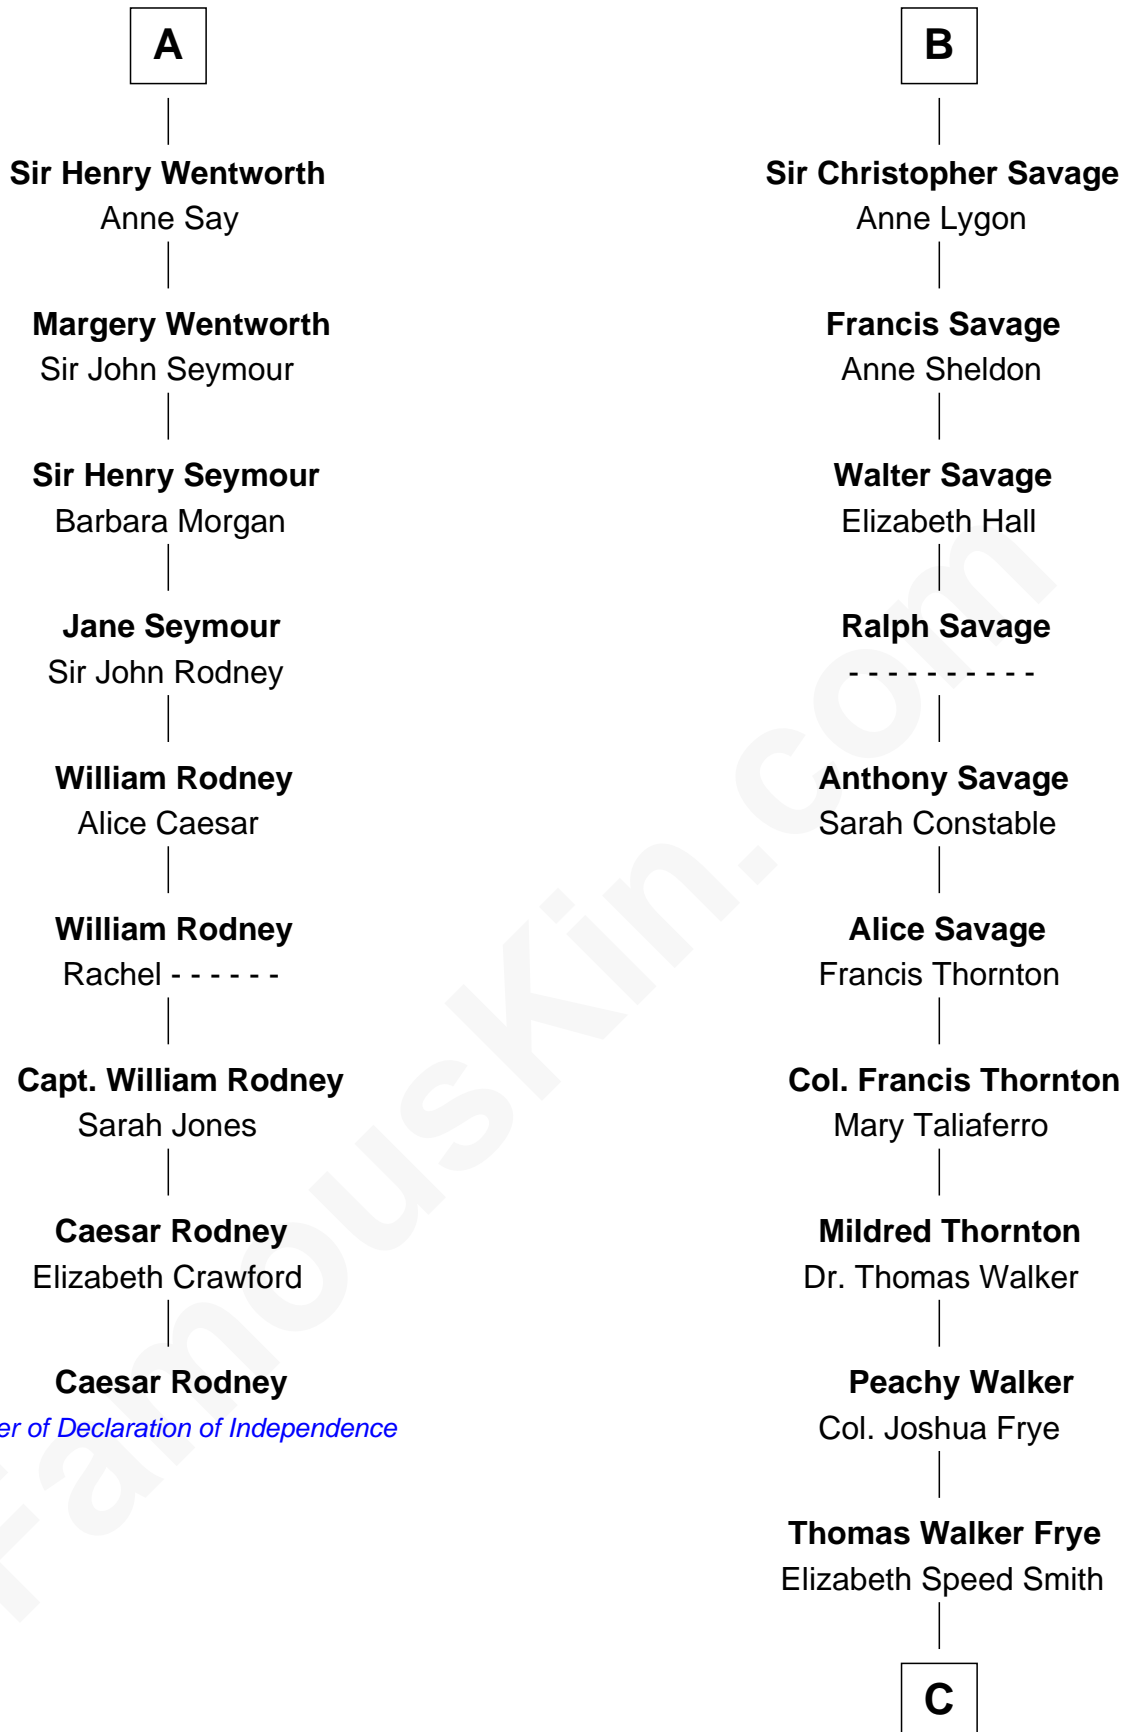 A
Sir Henry Wentworth
Anne Say
Margery Wentworth
Sir John Seymour
Sir Henry Seymour
Barbara Morgan
Jane Seymour
Sir John Rodney
William Rodney
Alice Caesar
William Rodney
Rachel - - - - - -
Capt. William Rodney
Sarah Jones
Caesar Rodney
Elizabeth Crawford
Caesar Rodney
er of Declaration of Independence
B
Sir Christopher Savage
Anne Lygon
Francis Savage
Anne Sheldon
Walter Savage
Elizabeth Hall
Ralph Savage
- - - - - - - - - -
Anthony Savage
Sarah Constable
Alice Savage
Francis Thornton
Col. Francis Thornton
Mary Taliaferro
Mildred Thornton
Dr. Thomas Walker
Peachy Walker
Col. Joshua Frye
Thomas Walker Frye
Elizabeth Speed Smith
C
FamousKin.com